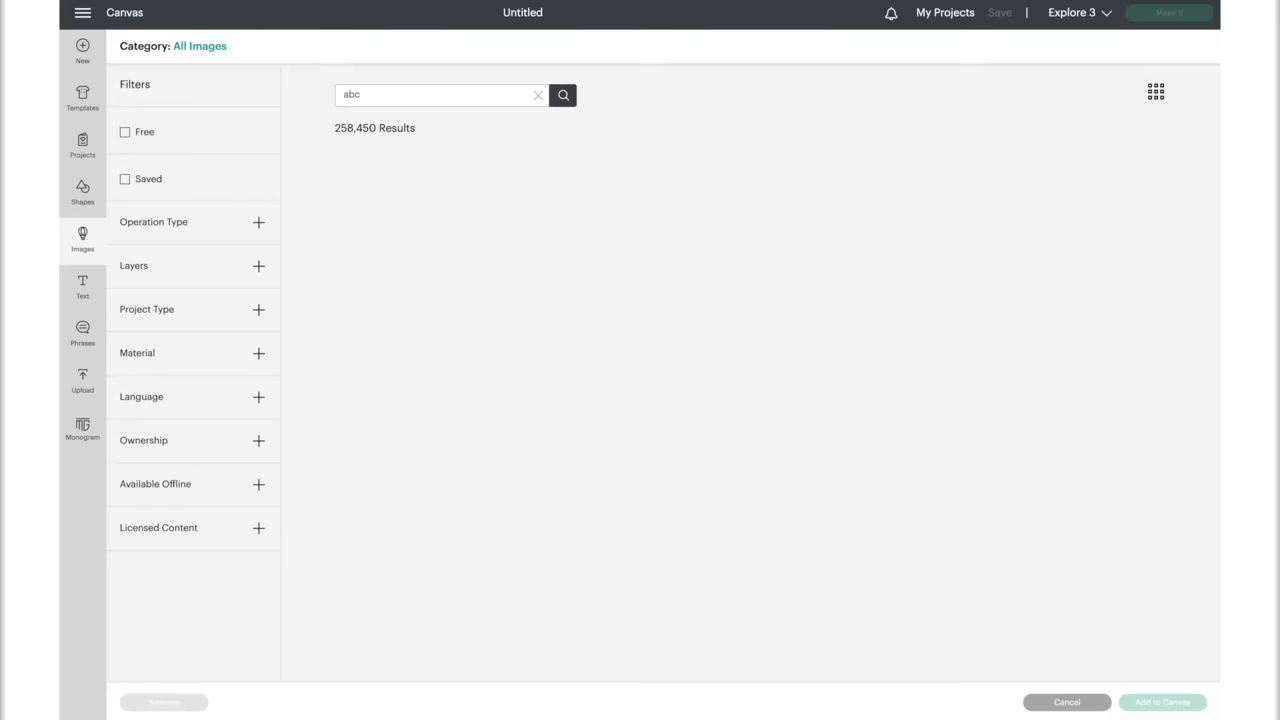 Canvas
Untitled
My Projects
Save
|
Explore 3
Make It
New
Templates
Projects
Shapes
Images
Text
Phrases
Upload
Monogram
Category: All Images
Filters
Free
Saved
Operation Type
Layers
Project Type
Material
Language
Ownership
Available Offline
Licensed Content
abc
258,450 Results
Cancel
Add to Canvas